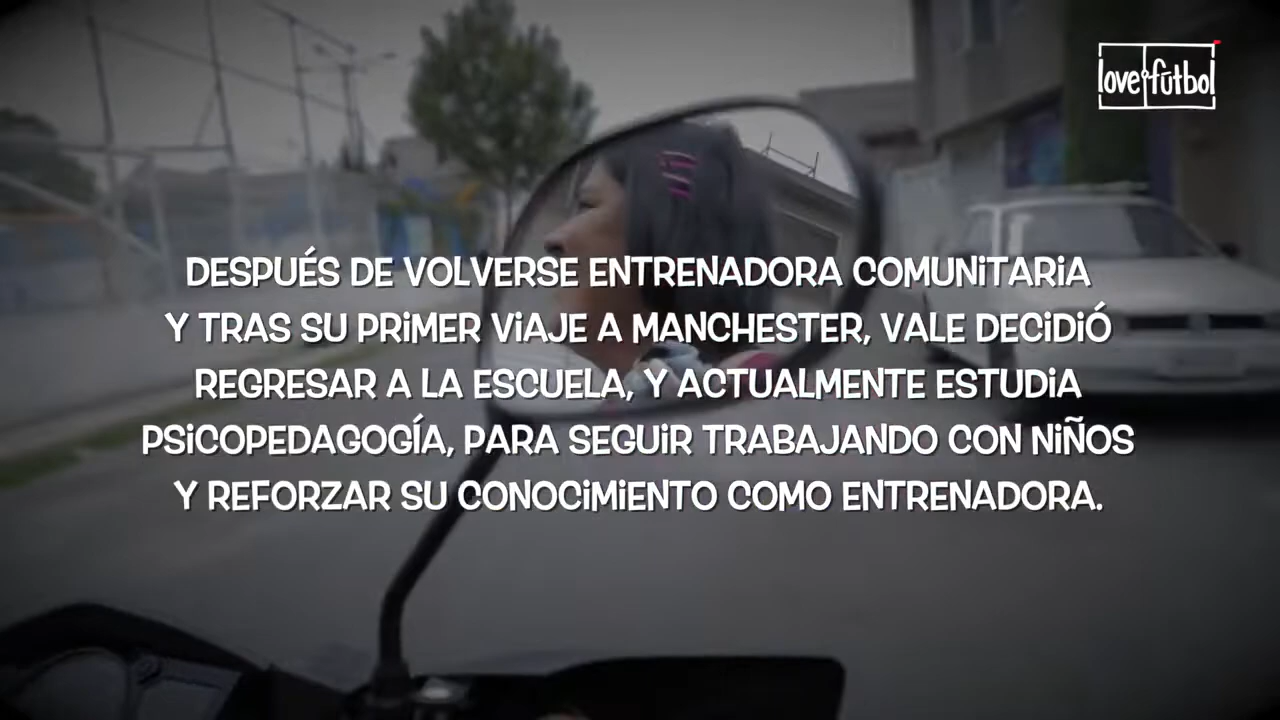 love.fútbol
DESPUÉS DE VOLVERSE ENTRENADORA COMUNITARIA
Y TRAS SU PRIMER VIAJE A MANCHESTER, VALE DECIDIÓ
REGRESAR A LA ESCUELA, Y ACTUALMENTE ESTUDIA
PSICOPEDAGOGÍA, PARA SEGUIR TRABAJANDO CON NIÑOS
Y REFORZAR SU CONOCIMIENTO COMO ENTRENADORA.